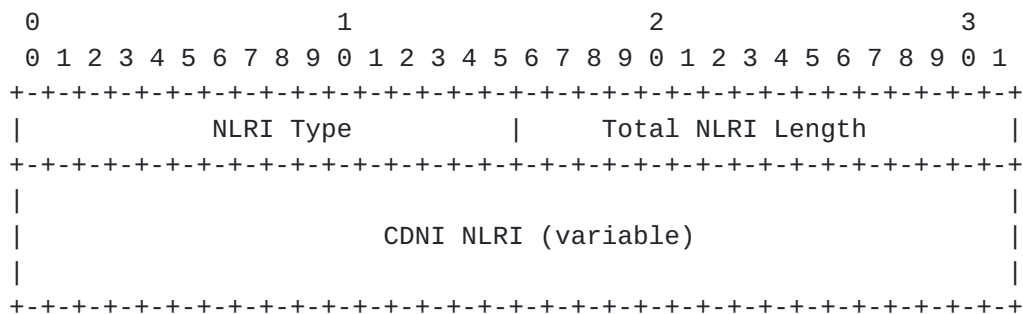 0                   1                   2                   3
 0 1 2 3 4 5 6 7 8 9 0 1 2 3 4 5 6 7 8 9 0 1 2 3 4 5 6 7 8 9 0 1
+-+-+-+-+-+-+-+-+-+-+-+-+-+-+-+-+-+-+-+-+-+-+-+-+-+-+-+-+-+-+-+-+
|            NLRI Type          |     Total NLRI Length         |
+-+-+-+-+-+-+-+-+-+-+-+-+-+-+-+-+-+-+-+-+-+-+-+-+-+-+-+-+-+-+-+-+
|                                                               |
|                       CDNI NLRI (variable)                    |
|                                                               |
+-+-+-+-+-+-+-+-+-+-+-+-+-+-+-+-+-+-+-+-+-+-+-+-+-+-+-+-+-+-+-+-+